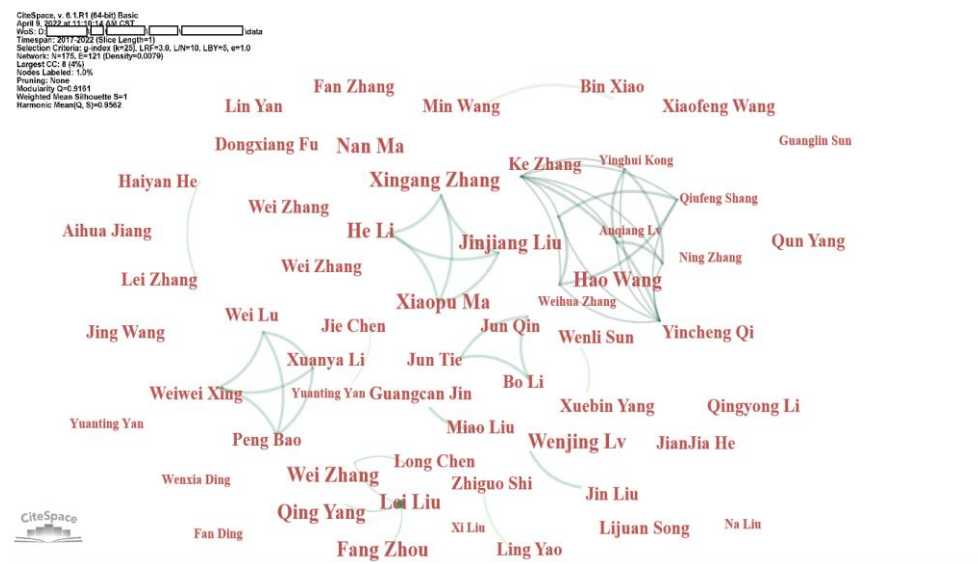 CiteSpace, v. 6.1.R1 (64-bit) Basic
April 9, 2022 at 11:10:14 AM CST
WoS: D: \data
Timespan: 2017-2022 (Slice Length=1)
Selection Criteria: g-index (k=25), LRF=3.0, L/N=10, LBY=5, e=1.0
Network: N=175, E=121 (Density=0.0079)
Largest CC: 8 (4%)
Nodes Labeled: 1.0%
Pruning: None
Modularity Q=0.9161
Weighted Mean Silhouette S=1
Harmonic Mean(Q, S)=0.9562
Fan Zhang
Bin Xiao
Lin Yan
Min Wang
Xiaofeng Wang
Guanglin Sun
Dongxiang Fu
Nan Ma
Ke Zhang
Yinghui Kong
Haiyan He
Xingang Zhang
Qiufeng Shang
Wei Zhang
Aihua Jiang
He Li
Jinjiang Liu
Anqiang Lv
Qun Yang
Ning Zhang
Wei Zhang
Lei Zhang
Hao Wang
Xiaopu Ma
Weihua Zhang
Wei Lu
Jie Chen
Jun Qin
Jing Wang
Wenli Sun
Yincheng Qi
Xuanya Li
Jun Tie
Bo Li
Weiwei Xing
Yuanting Yan
Guangcan Jin
Xuebin Yang
Qingyong Li
Yuanting Yan
Miao Liu
Peng Bao
Wenjing Lv
JianJia He
Long Chen
Wei Zhang
Wenxia Ding
Zhiguo Shi
Jin Liu
Lei Liu
Qing Yang
CiteSpace
Xi Liu
Lijuan Song
Na Liu
Fan Ding
Fang Zhou
Ling Yao